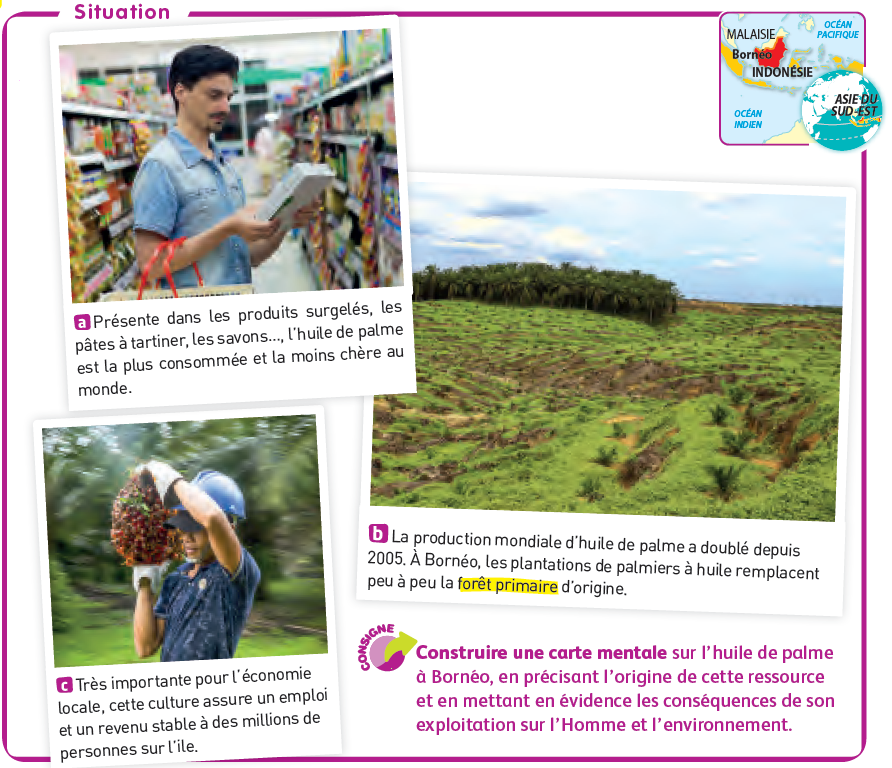 Situation
MALAISIE
Bornéo
INDONÉSIE
OCÉAN
PACIFIQUE
OCÉAN
INDIEN
ASIE DU
SUD-EST
a Présente dans les produits surgelés, les
pâtes à tartiner, les savons..., l'huile de palme
est la plus consommée et la moins chère au
monde.
b La production mondiale d'huile de palme a doublé depuis
2005. À Bornéo, les plantations de palmiers à huile remplacent
peu à peu la forêt primaire d'origine.
c Très importante pour l'économie
locale, cette culture assure un emploi
et un revenu stable à des millions de
personnes sur l'île.
CONSIGNE
Construire une carte mentale sur l'huile de palme
à Bornéo, en précisant l'origine de cette ressource
et en mettant en évidence les conséquences de son
exploitation sur l'Homme et l'environnement.